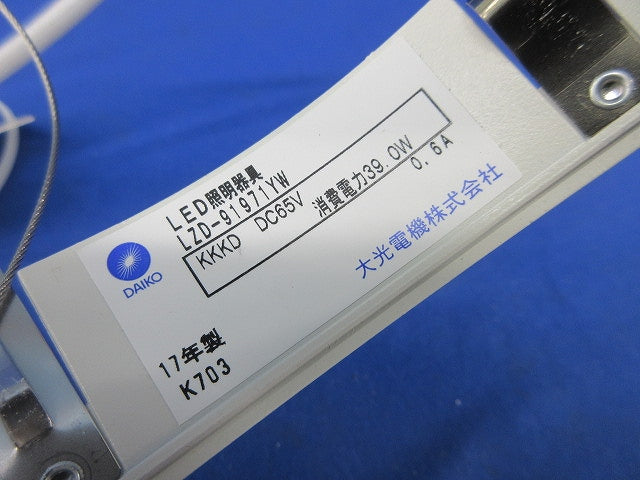 LED照明器具
LZD-91971YW
KKKD DC65V 消費電力39.0W
0.6A
DAIKO
大光電機株式会社
17年製
K703